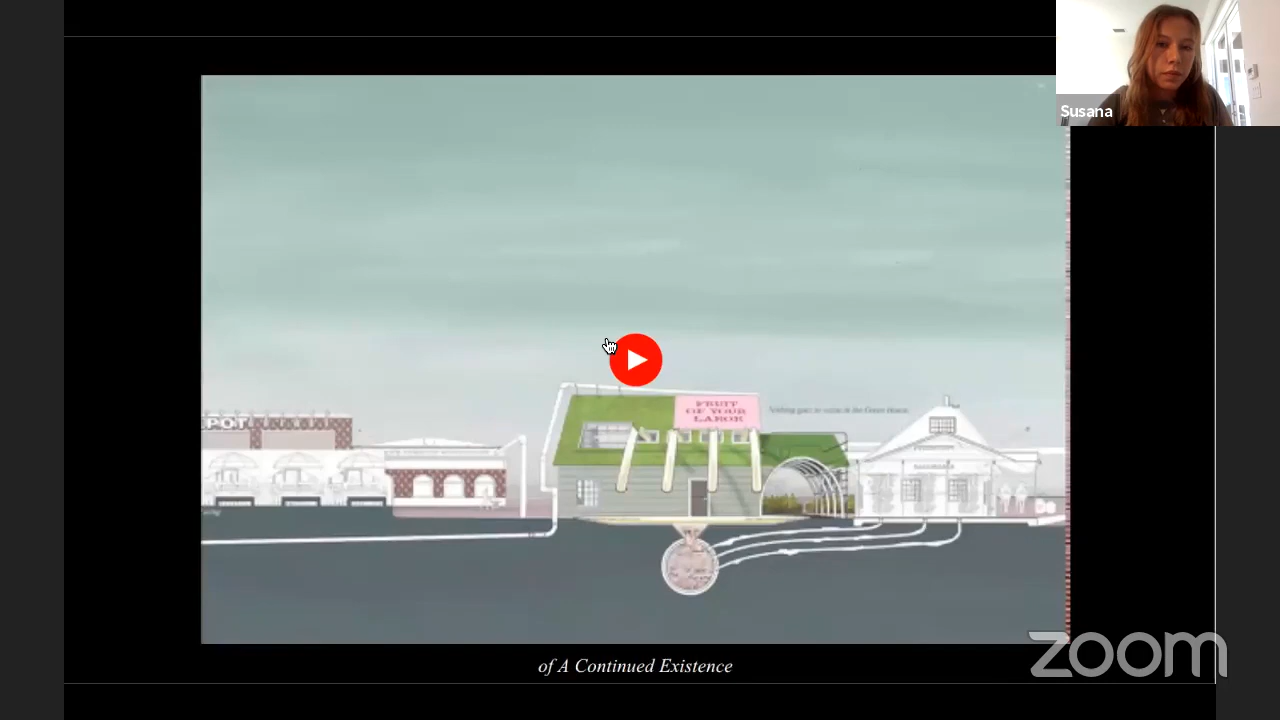 Susana
POT
FRUIT
OF YOUR
LABOR
of A Continued Existence
zoom